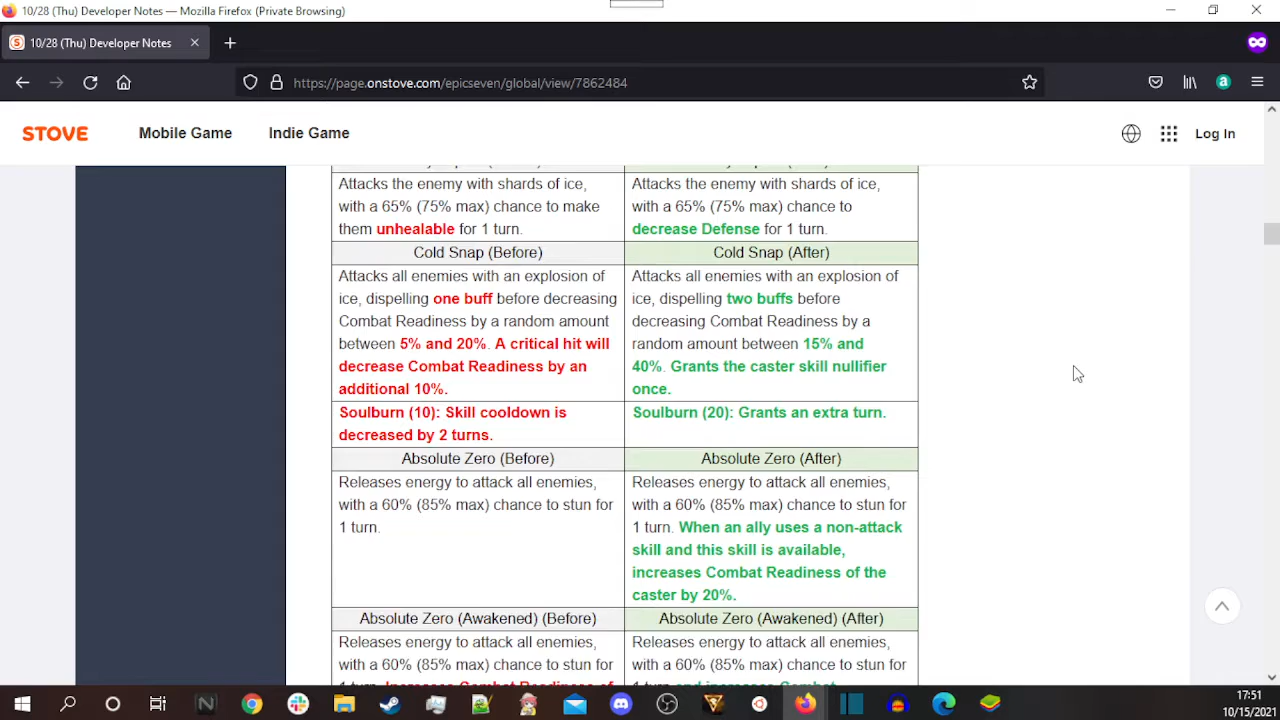 10/28 (Thu) Developer Notes — Mozilla Firefox (Private Browsing)
10/28 (Thu) Developer Notes
https://page.onstove.com/epicseven/global/view/7862484
STOVE
Mobile Game
Indie Game
Log In
Attacks the enemy with shards of ice,
with a 65% (75% max) chance to make
them unhealable for 1 turn.
Attacks the enemy with shards of ice,
with a 65% (75% max) chance to
decrease Defense for 1 turn.
Cold Snap (Before)
Cold Snap (After)
Attacks all enemies with an explosion of
ice, dispelling one buff before decreasing
Combat Readiness by a random amount
between 5% and 20%. A critical hit will
decrease Combat Readiness by an
additional 10%.
Attacks all enemies with an explosion of
ice, dispelling two buffs before
decreasing Combat Readiness by a
random amount between 15% and
40%. Grants the caster skill nullifier
once.
Soulburn (10): Skill cooldown is
decreased by 2 turns.
Soulburn (20): Grants an extra turn.
Absolute Zero (Before)
Absolute Zero (After)
Releases energy to attack all enemies,
with a 60% (85% max) chance to stun for
1 turn.
Releases energy to attack all enemies,
with a 60% (85% max) chance to stun for
1 turn. When an ally uses a non-attack
skill and this skill is available,
increases Combat Readiness of the
caster by 20%.
Absolute Zero (Awakened) (Before)
Absolute Zero (Awakened) (After)
Releases energy to attack all enemies,
with a 60% (85% max) chance to stun for
1 turn. Increases Combat Readiness of
Releases energy to attack all enemies,
with a 60% (85% max) chance to stun for
1 turn and increases Combat
17:51
10/15/2021